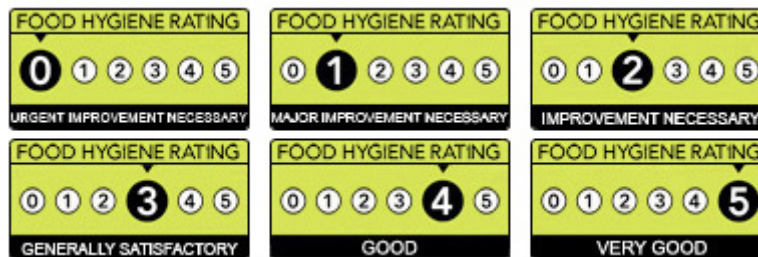 FOOD HYGIENE RATING
0 1 2 3 4 5
URGENT IMPROVEMENT NECESSARY
FOOD HYGIENE RATING
0 1 2 3 4 5
MAJOR IMPROVEMENT NECESSARY
FOOD HYGIENE RATING
0 1 2 3 4 5
IMPROVEMENT NECESSARY
FOOD HYGIENE RATING
0 1 2 3 4 5
GENERALLY SATISFACTORY
FOOD HYGIENE RATING
0 1 2 3 4 5
GOOD
FOOD HYGIENE RATING
0 1 2 3 4 5
VERY GOOD